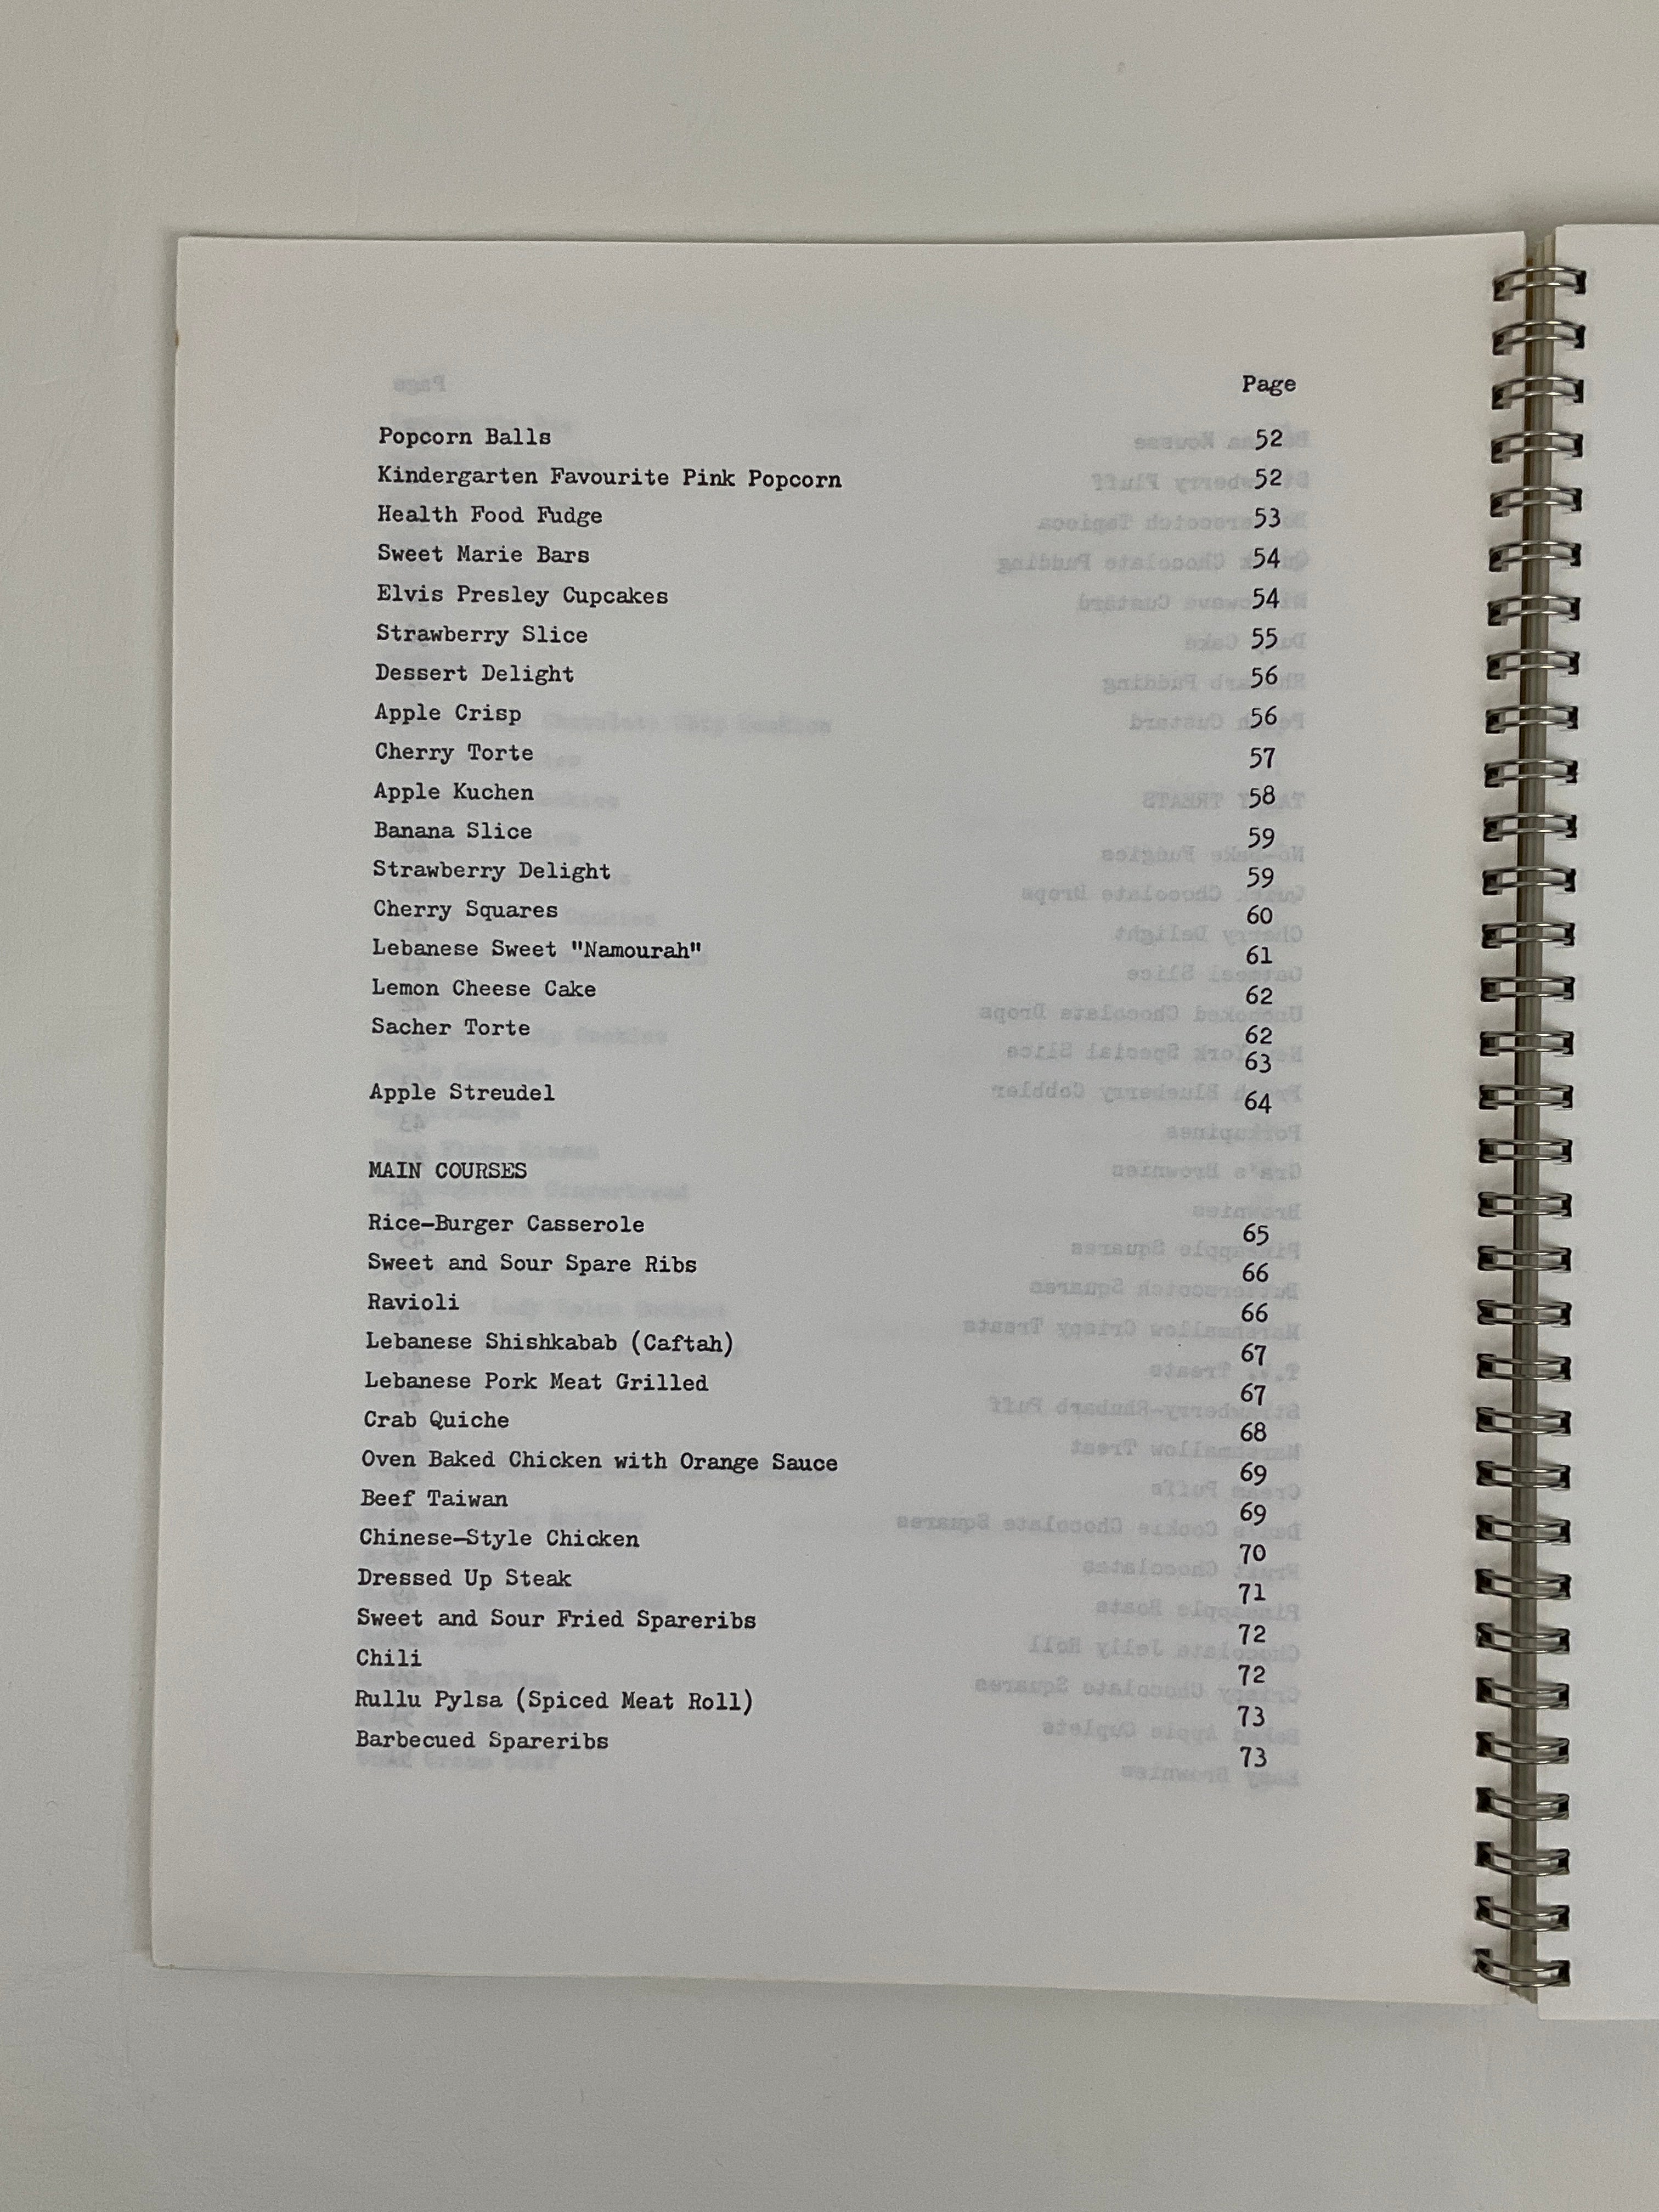 Page
Popcorn Balls 52
Kindergarten Favourite Pink Popcorn 52
Health Food Fudge 53
Sweet Marie Bars 54
Elvis Presley Cupcakes 54
Strawberry Slice 55
Dessert Delight 56
Apple Crisp 56
Cherry Torte 57
Apple Kuchen 58
Banana Slice 59
Strawberry Delight 59
Cherry Squares 60
Lebanese Sweet "Namourah" 61
Lemon Cheese Cake 62
Sacher Torte 62
63
Apple Streudel 64
MAIN COURSES
Rice-Burger Casserole 65
Sweet and Sour Spare Ribs 66
Ravioli 66
Lebanese Shishkabab (Caftah) 67
Lebanese Pork Meat Grilled 67
Crab Quiche 68
Oven Baked Chicken with Orange Sauce 69
Beef Taiwan 69
Chinese-Style Chicken 70
Dressed Up Steak 71
Sweet and Sour Fried Spareribs 72
Chili 72
Rullu Pylsa (Spiced Meat Roll) 73
Barbecued Spareribs 73